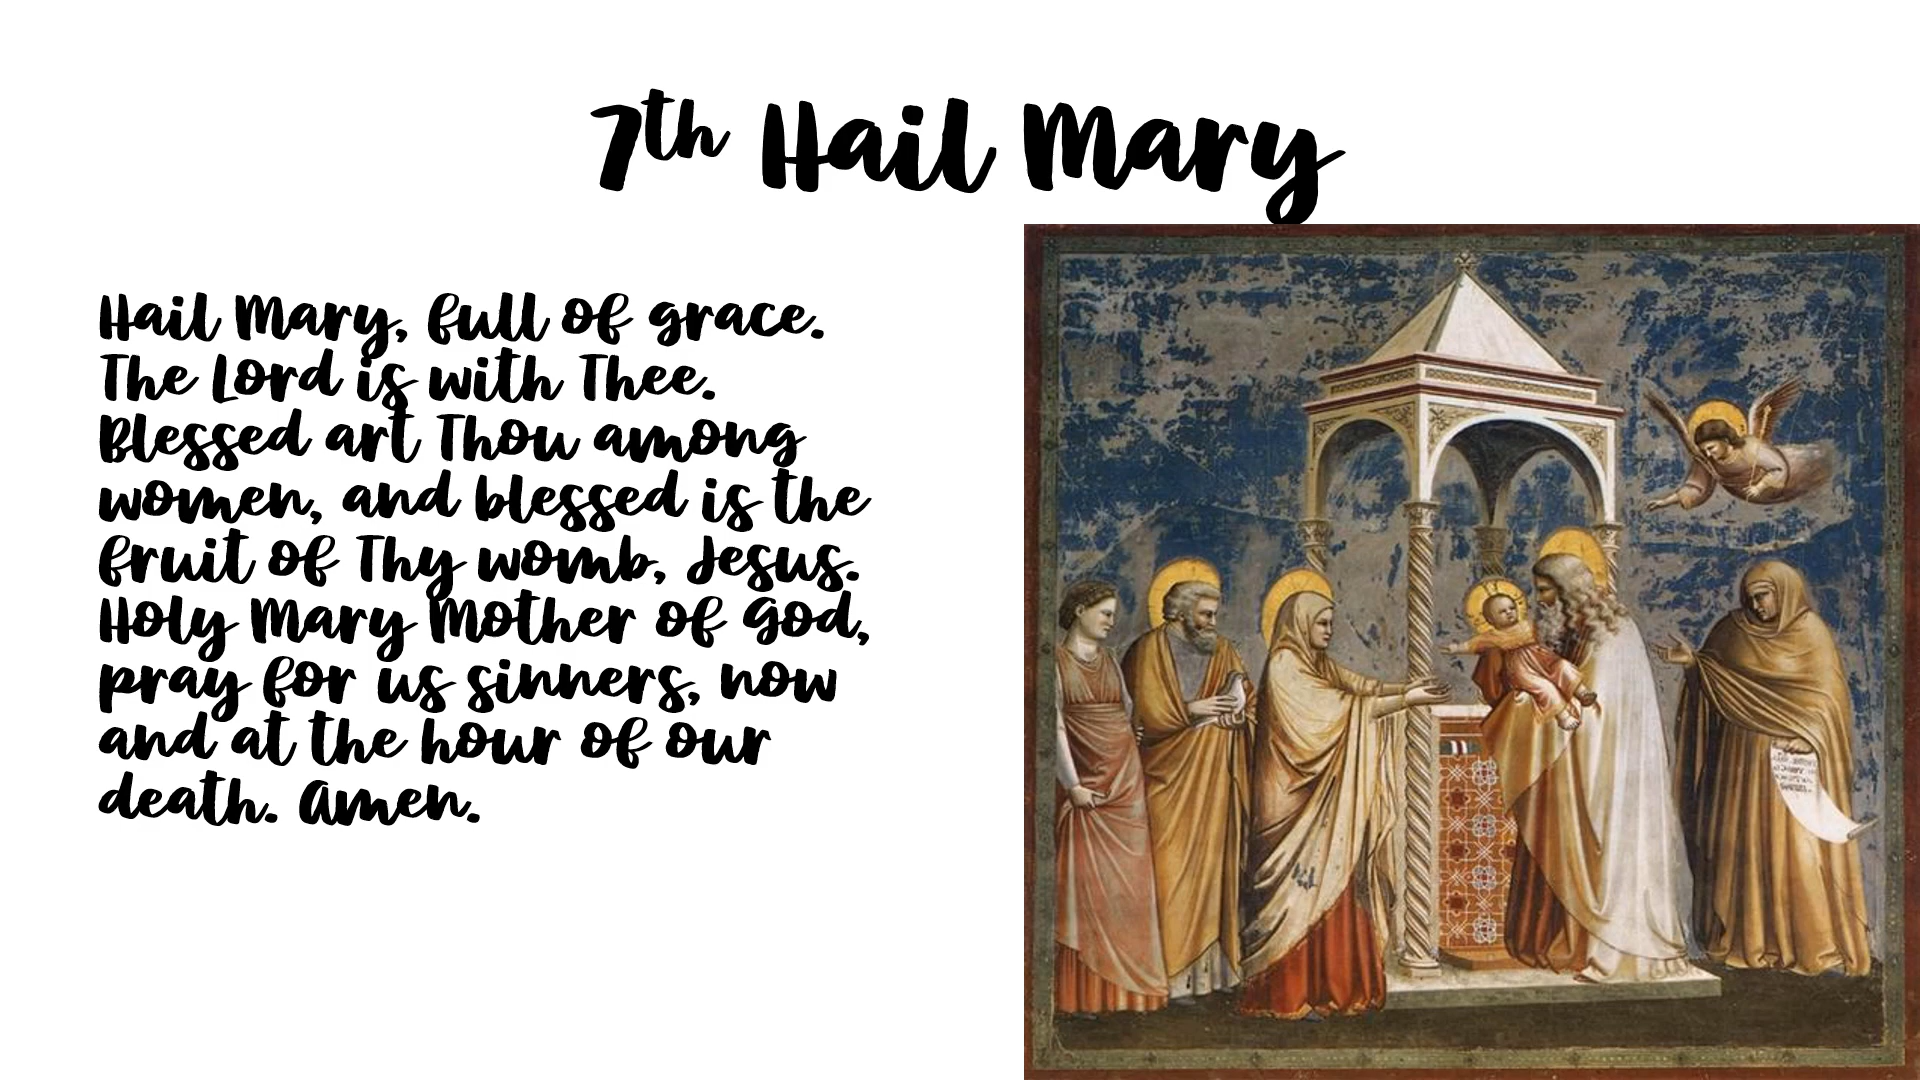 7th Hail Mary
Hail Mary, full of grace.
The Lord is with Thee.
Blessed art Thou among
women, and blessed is the
fruit of Thy womb, Jesus.
Holy Mary Mother of God,
pray for us sinners, now
and at the hour of our
death. Amen.